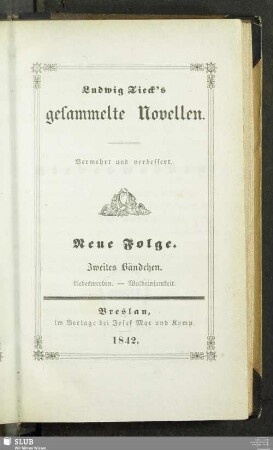 Ludwig Tieck's
gesammelte Novellen.
Vermehrt und verbessert.
Neue Folge.
Zweites Bändchen.
Liebeswerben. — Waldeinsamkeit.
Breslau,
im Verlage bei Josef Max und Komp.
1842.
SLUB
Wir führen Wissen.